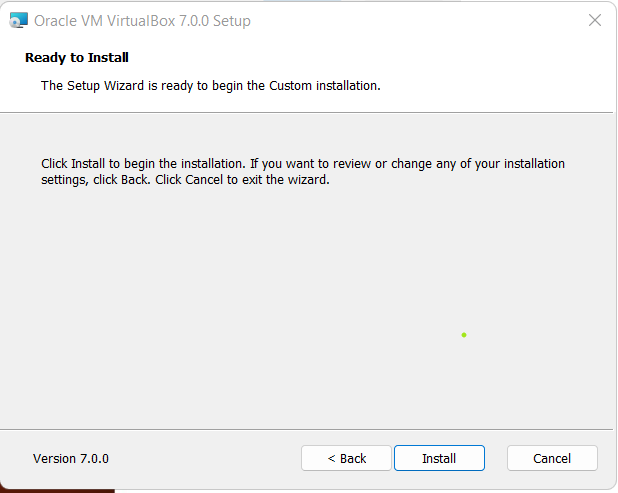 Oracle VM VirtualBox 7.0.0 Setup
Ready to Install
The Setup Wizard is ready to begin the Custom installation.
Click Install to begin the installation. If you want to review or change any of your installation
settings, click Back. Click Cancel to exit the wizard.
Version 7.0.0
< Back
Install
Cancel